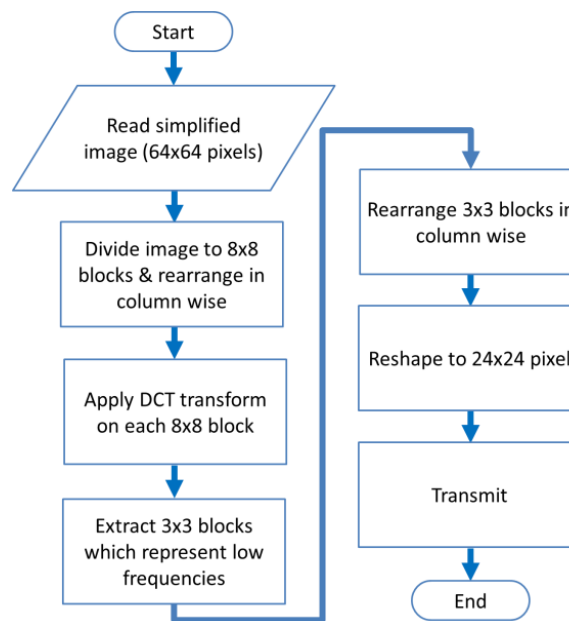 Start
Read simplified
image (64x64 pixels)
Divide image to 8x8
blocks & rearrange in
column wise
Apply DCT transform
on each 8x8 block
Extract 3x3 blocks
which represent low
frequencies
Rearrange 3x3 blocks in
column wise
Reshape to 24x24 pixel
Transmit
End